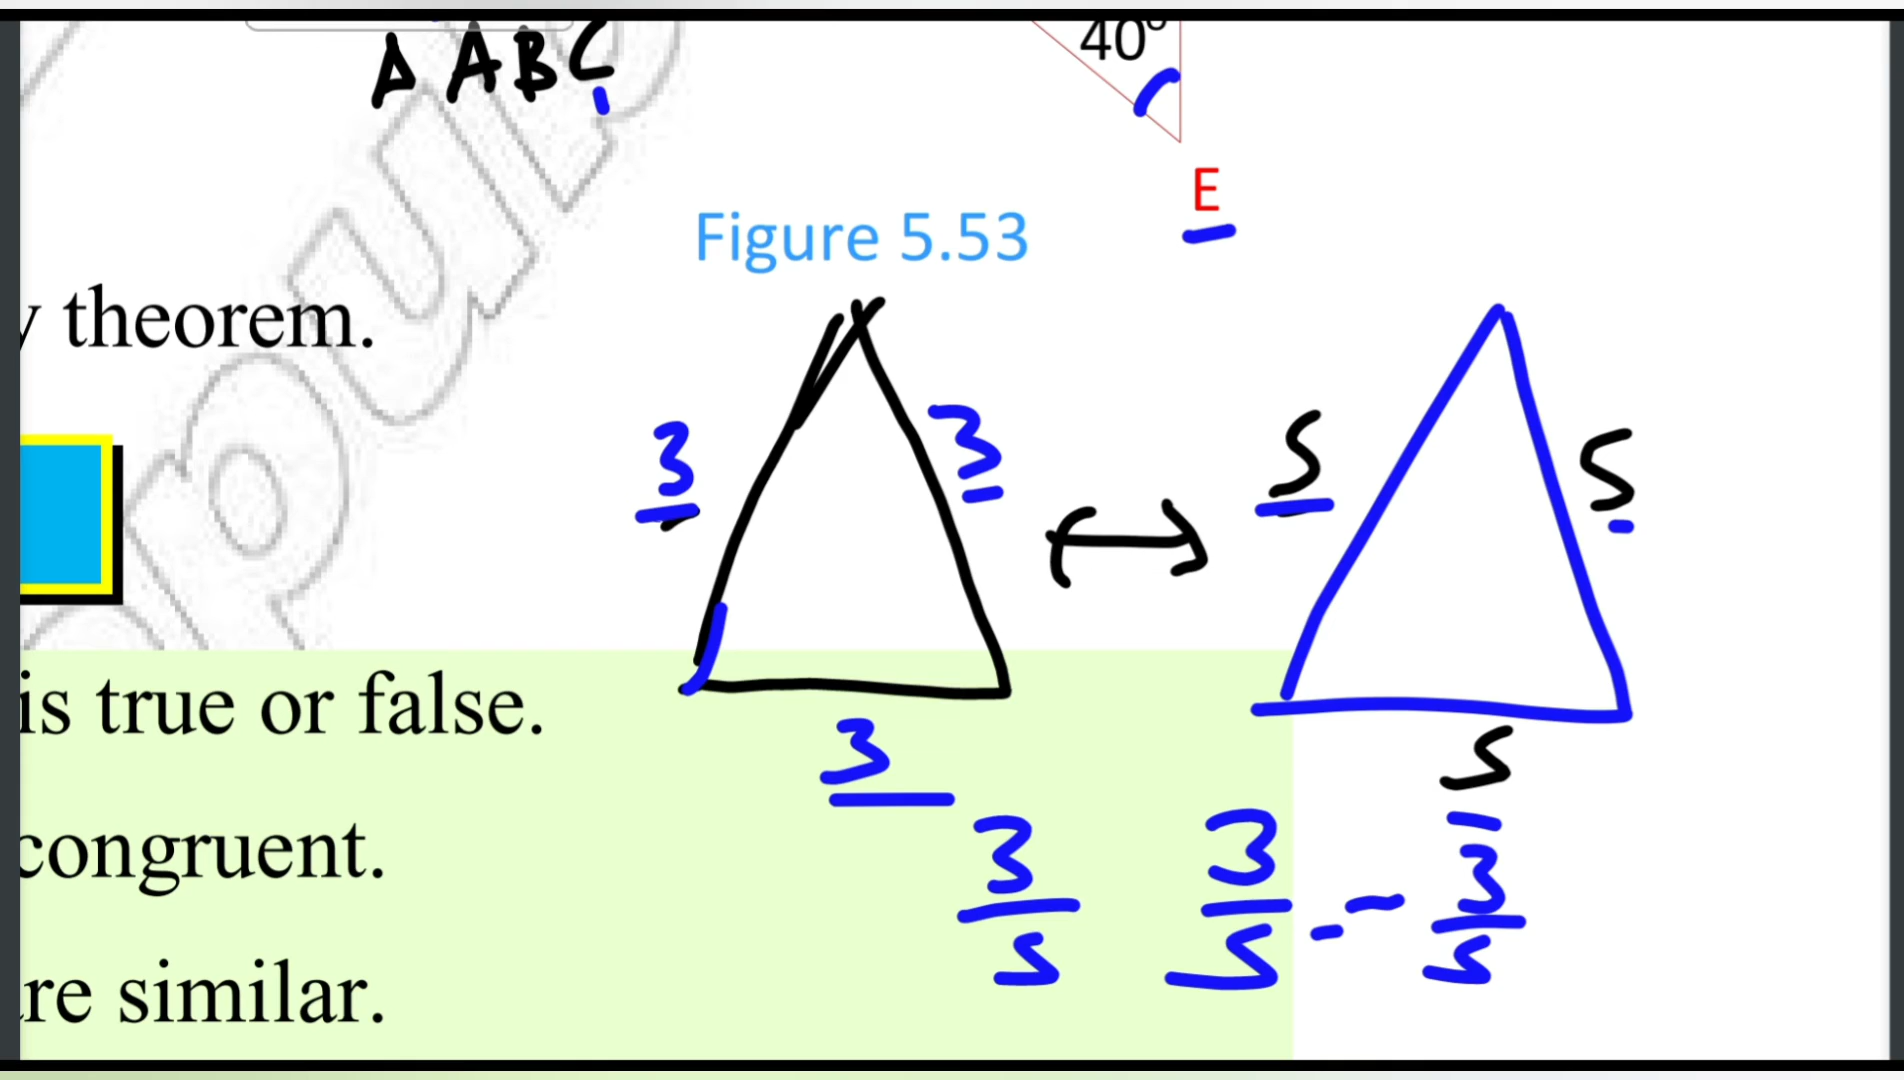 Δ ABC
40⁰
E
Figure 5.53
y theorem.
3 3 5 5
is true or false.
3 5
congruent.
3/5 3/5 3/5
re similar.